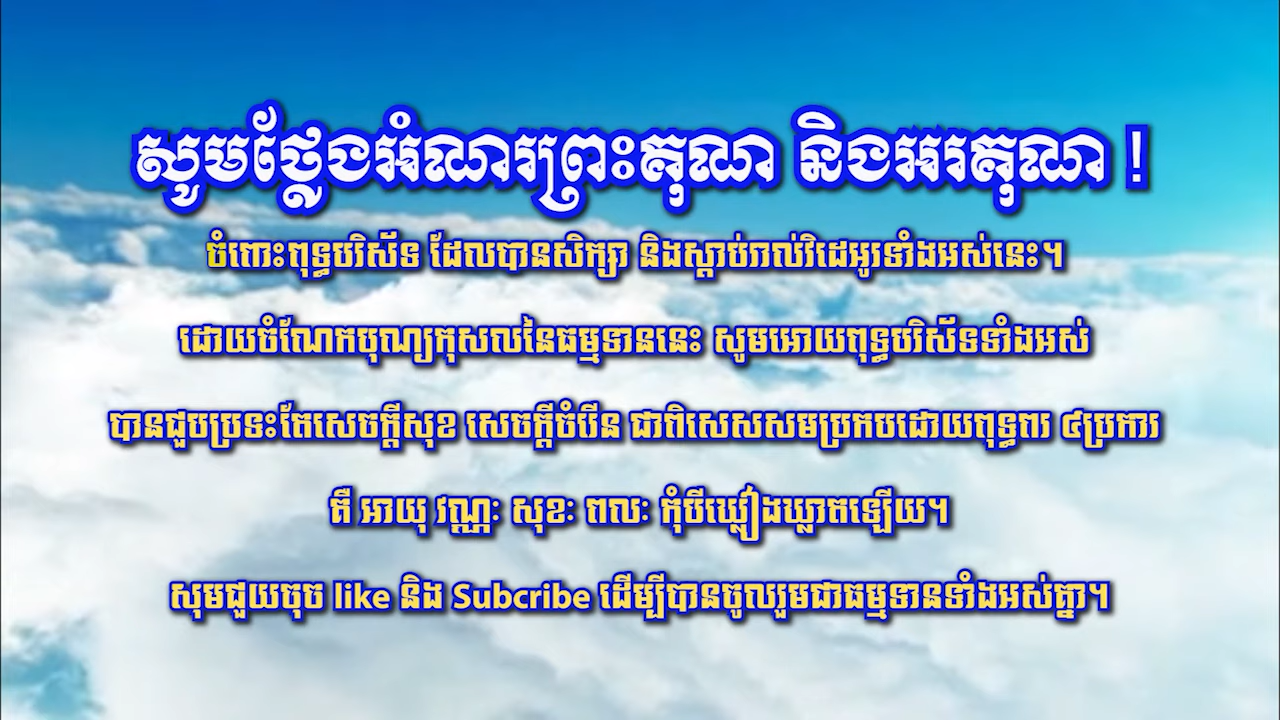 សូមថ្លែងអំណរព្រះគុណ និងអរគុណ !
ចំពោះពុទ្ធបរិស័ទ ដែលបានសិក្សា និងស្តាប់រាល់វិដេអូរទាំងអស់នេះ។
ដោយចំណែកបុណ្យកុសលនៃធម្មទាននេះ សូមអោយពុទ្ធបរិស័ទទាំងអស់
បានជួបប្រទះតែសេចក្តីសុខ សេចក្តីចំរើន ជាពិសេសសមប្រកបដោយពុទ្ធពរ ៤ប្រការ
គឺ អាយុ វណ្ណៈ សុខៈ ពលៈ កុំបីឃ្លៀងឃ្លាតឡើយ។
សុមជួយចុច like និង Subcribe ដើម្បីបានចូលរួមជាធម្មទានទាំងអស់គ្នា។